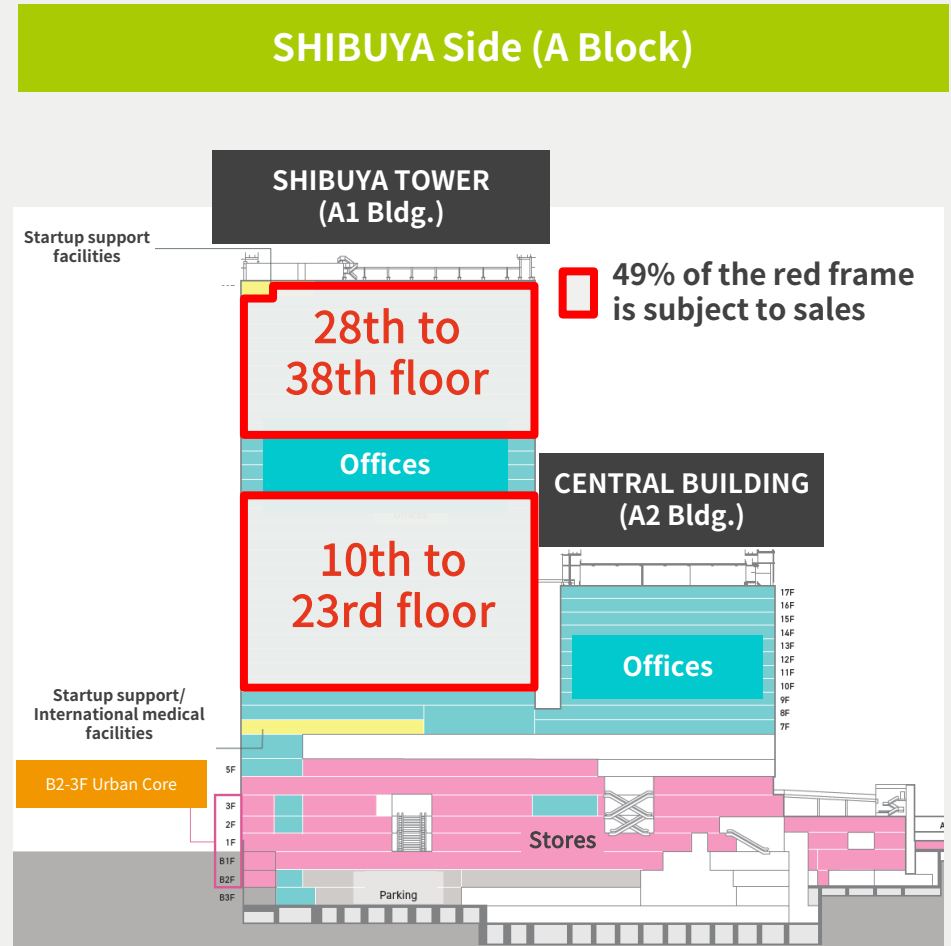 SHIBUYA Side (A Block)
SHIBUYA TOWER
(A1 Bldg.)
Startup support
facilities
49% of the red frame
is subject to sales
28th to
38th floor
Offices
CENTRAL BUILDING
(A2 Bldg.)
10th to
23rd floor
17F
16F
15F
14F
13F
12F
11F
10F
9F
8F
7F
Offices
Startup support/
International medical
facilities
5F
B2-3F Urban Core
3F
2F
1F
B1F
B2F
B3F
Stores
Parking
A